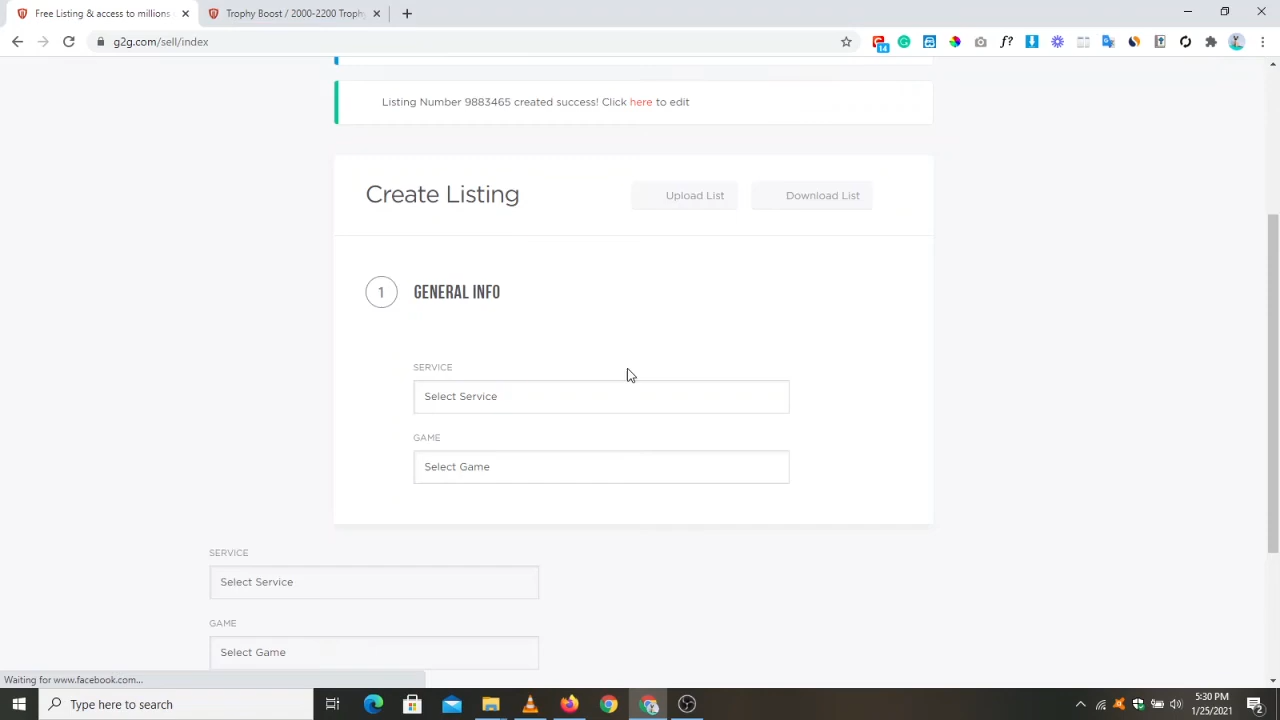 Free Listing & access to millions
Trophy Boost / 2000-2200 Trophy
g2g.com/sell/index
14
f?
Listing Number 9883465 created success! Click here to edit
Create Listing
Upload List
Download List
1
GENERAL INFO
SERVICE
Select Service
GAME
Select Game
SERVICE
Select Service
GAME
Select Game
Waiting for www.facebook.com...
Type here to search
5:30 PM
1/25/2021
2